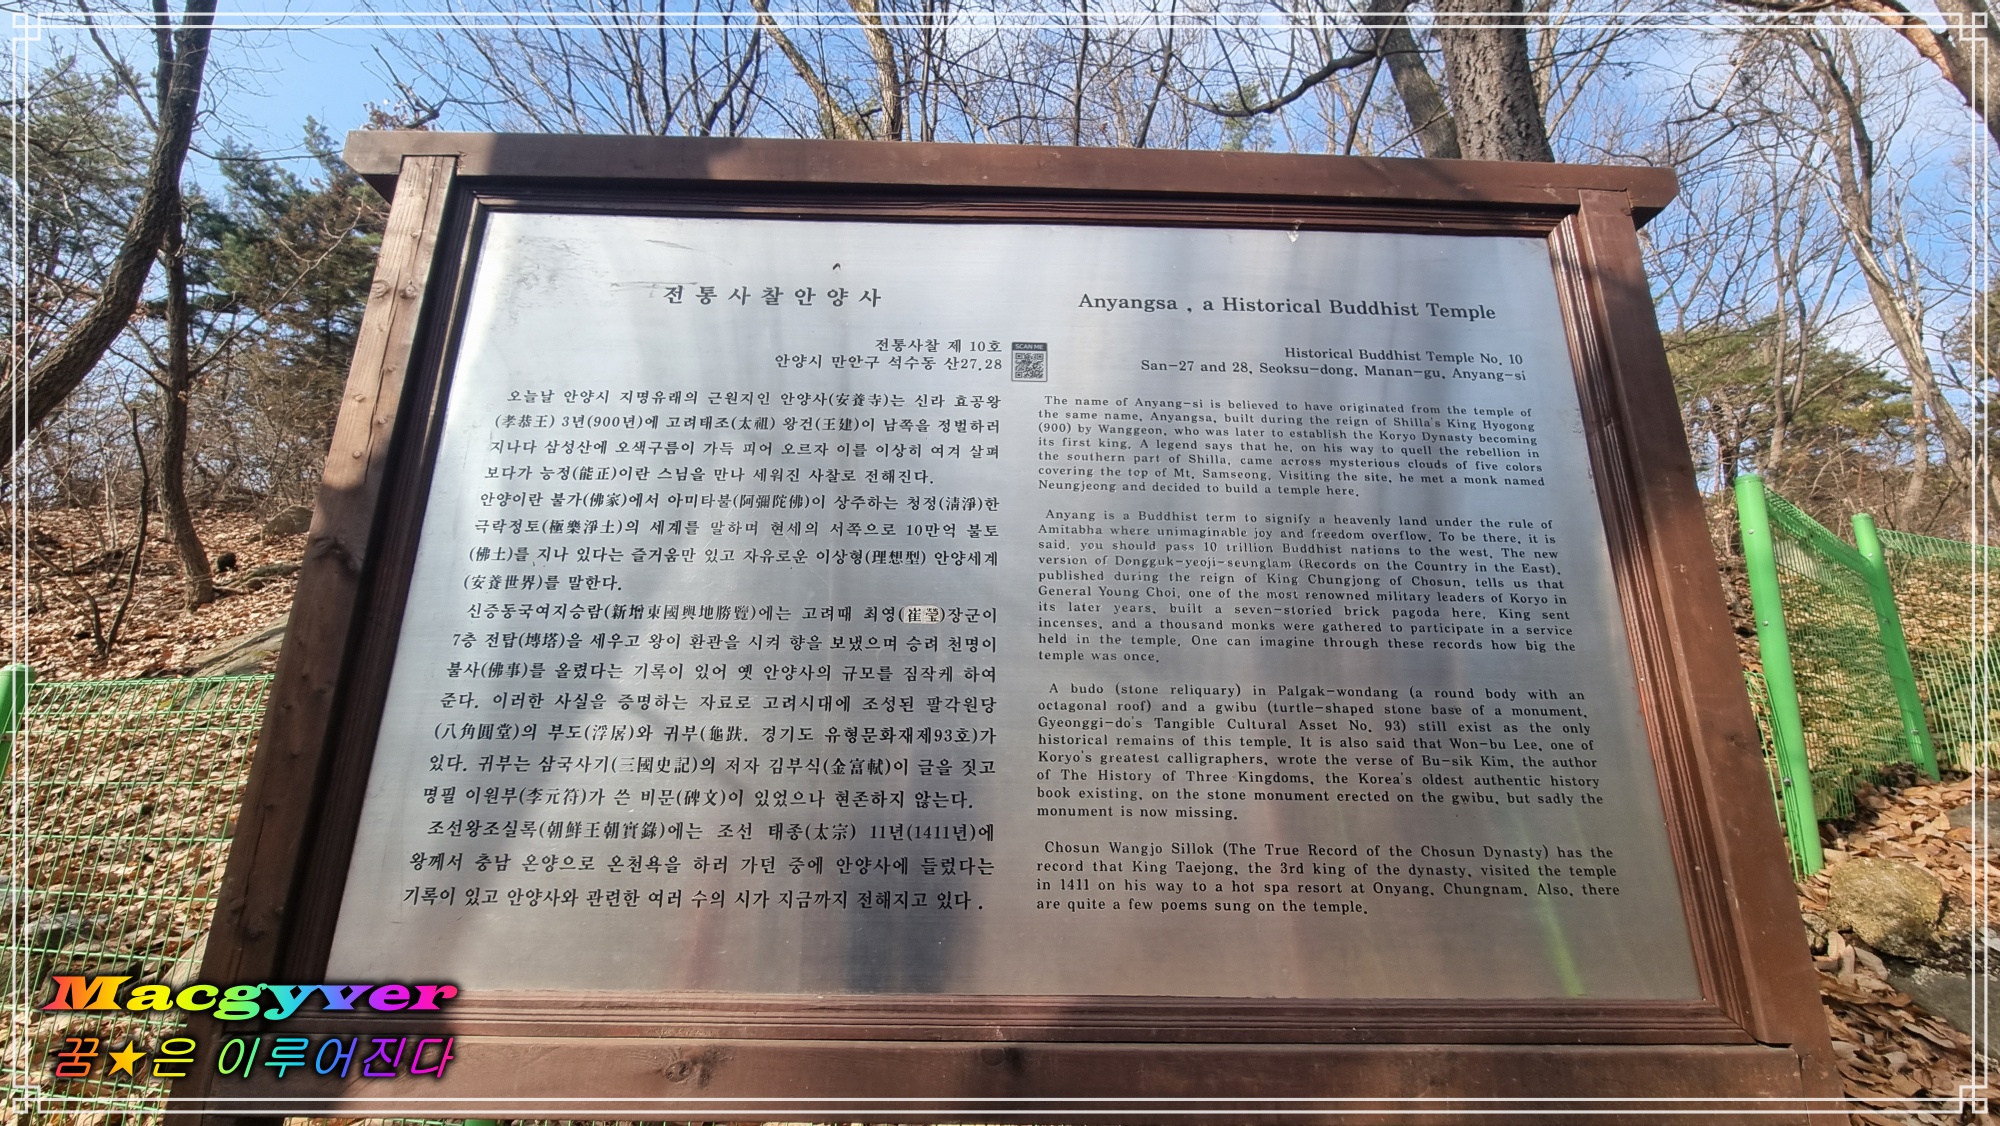 전통사찰안양사
전통사찰 제 10호
안양시 만안구 석수동 산27.28
SCAN ME
오늘날 안양시 지명유래의 근원지인 안양사(安養寺)는 신라 효공왕
(孝恭王) 3년(900년)에 고려태조(太祖) 왕건(王建)이 남쪽을 정벌하러
지나다 삼성산에 오색구름이 가득 피어 오르자 이를 이상히 여겨 살펴
보다가 능정(能正)이란 스님을 만나 세워진 사찰로 전해진다.
안양이란 불가(佛家)에서 아미타불(阿彌陀佛)이 상주하는 청정(淸淨)한
극락정토(極樂淨土)의 세계를 말하며 현세의 서쪽으로 10만억 불토
(佛土)를 지나 있다는 즐거움만 있고 자유로운 이상형(理想型) 안양세계
(安養世界)를 말한다.
신증동국여지승람(新增東國輿地勝覽)에는 고려때 최영(崔瑩)장군이
7층 전탑(塼塔)을 세우고 왕이 환관을 시켜 향을 보냈으며 승려 천명이
불사(佛事)를 올렸다는 기록이 있어 옛 안양사의 규모를 짐작케 하여
준다. 이러한 사실을 증명하는 자료로 고려시대에 조성된 팔각원당
(八角圓堂)의 부도(浮屠)와 귀부(龜趺. 경기도 유형문화재제93호)가
있다. 귀부는 삼국사기(三國史記)의 저자 김부식(金富軾)이 글을 짓고
명필 이원부(李元符)가 쓴 비문(碑文)이 있었으나 현존하지 않는다.
조선왕조실록(朝鮮王朝實錄)에는 조선 태종(太宗) 11년(1411년)에
왕께서 충남 온양으로 온천욕을 하러 가던 중에 안양사에 들렀다는
기록이 있고 안양사와 관련한 여러 수의 시가 지금까지 전해지고 있다.
Anyangsa , a Historical Buddhist Temple
Historical Buddhist Temple No. 10
San-27 and 28, Seoksu-dong, Manan-gu, Anyang-si
The name of Anyang-si is believed to have originated from the temple of
the same name, Anyangsa, built during the reign of Shilla's King Hyogong
(900) by Wanggeon, who was later to establish the Koryo Dynasty becoming
its first king. A legend says that he, on his way to quell the rebellion in
the southern part of Shilla, came across mysterious clouds of five colors
covering the top of Mt. Samseong. Visiting the site, he met a monk named
Neungjeong and decided to build a temple here.
Anyang is a Buddhist term to signify a heavenly land under the rule of
Amitabha where unimaginable joy and freedom overflow. To be there, it is
said, you should pass 10 trillion Buddhist nations to the west. The new
version of Dongguk-yeoji-seunglam (Records on the Country in the East),
published during the reign of King Chungjong of Chosun, tells us that
General Young Choi, one of the most renowned military leaders of Koryo in
its later years, built a seven-storied brick pagoda here, King sent
incenses, and a thousand monks were gathered to participate in a service
held in the temple. One can imagine through these records how big the
temple was once.
A budo (stone reliquary) in Palgak-wondang (a round body with an
octagonal roof) and a gwibu (turtle-shaped stone base of a monument,
Gyeonggi-do's Tangible Cultural Asset No. 93) still exist as the only
historical remains of this temple. It is also said that Won-bu Lee, one of
Koryo's greatest calligraphers, wrote the verse of Bu-sik Kim, the author
of The History of Three Kingdoms, the Korea's oldest authentic history
book existing, on the stone monument erected on the gwibu, but sadly the
monument is now missing.
Chosun Wangjo Sillok (The True Record of the Chosun Dynasty) has the
record that King Taejong, the 3rd king of the dynasty, visited the temple
in 1411 on his way to a hot spa resort at Onyang, Chungnam. Also, there
are quite a few poems sung on the temple.
Macgyver
꿈★은 이루어진다